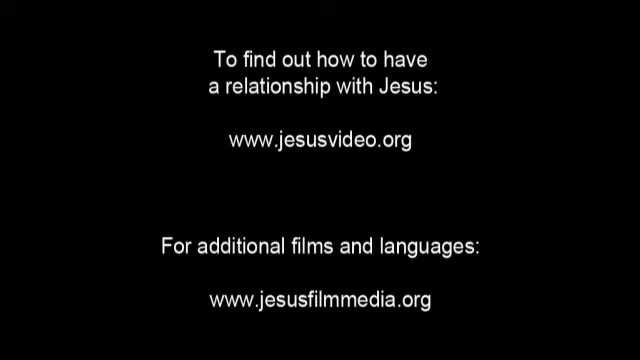 To find out how to have
a relationship with Jesus:
www.jesusvideo.org
For additional films and languages:
www.jesusfilmmedia.org